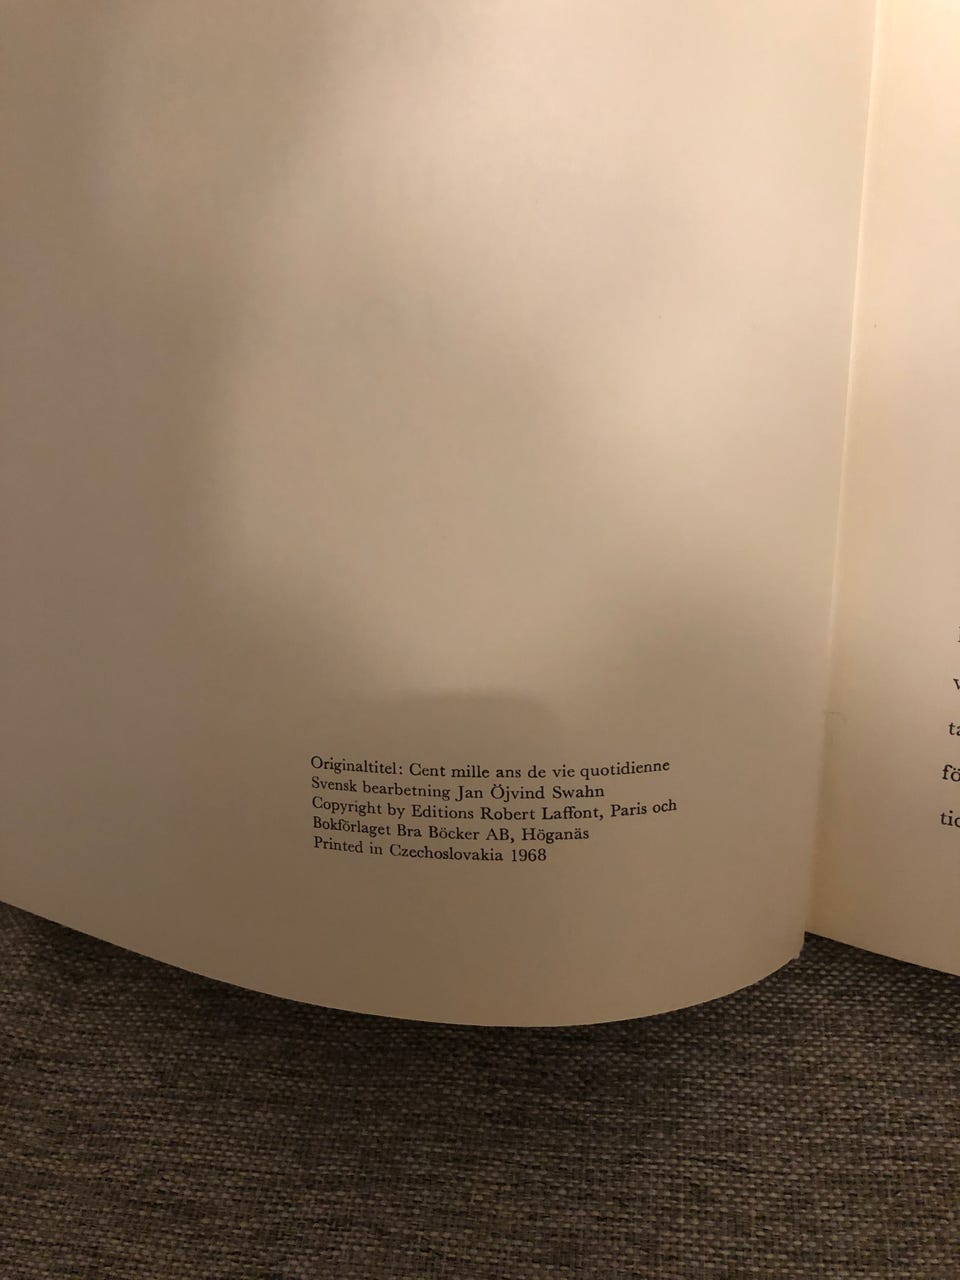 Originaltitel: Cent mille ans de vie quotidienne
Svensk bearbetning Jan Öjvind Swahn
Copyright by Editions Robert Laffont, Paris och
Bokförlaget Bra Böcker AB, Höganäs
Printed in Czechoslovakia 1968